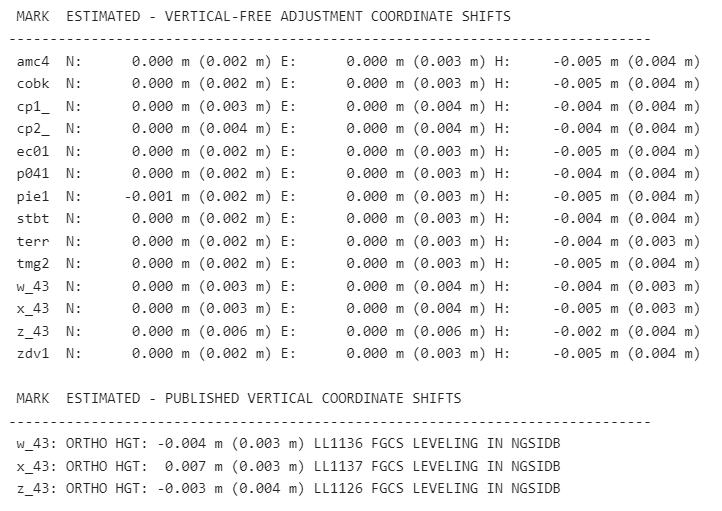 MARK  ESTIMATED - VERTICAL-FREE ADJUSTMENT COORDINATE SHIFTS
------------------------------------------------------------------------------
amc4  N:      0.000 m (0.002 m) E:      0.000 m (0.003 m) H:     -0.005 m (0.004 m)
cobk  N:      0.000 m (0.002 m) E:      0.000 m (0.003 m) H:     -0.005 m (0.004 m)
cp1_  N:      0.000 m (0.003 m) E:      0.000 m (0.004 m) H:     -0.004 m (0.004 m)
cp2_  N:      0.000 m (0.004 m) E:      0.000 m (0.004 m) H:     -0.004 m (0.004 m)
ec01  N:      0.000 m (0.002 m) E:      0.000 m (0.003 m) H:     -0.005 m (0.004 m)
p041  N:      0.000 m (0.002 m) E:      0.000 m (0.003 m) H:     -0.004 m (0.004 m)
pie1  N:     -0.001 m (0.002 m) E:      0.000 m (0.003 m) H:     -0.005 m (0.004 m)
stbt  N:      0.000 m (0.002 m) E:      0.000 m (0.003 m) H:     -0.004 m (0.004 m)
terr  N:      0.000 m (0.002 m) E:      0.000 m (0.003 m) H:     -0.004 m (0.003 m)
tmg2  N:      0.000 m (0.002 m) E:      0.000 m (0.003 m) H:     -0.005 m (0.004 m)
w_43  N:      0.000 m (0.003 m) E:      0.000 m (0.004 m) H:     -0.004 m (0.003 m)
x_43  N:      0.000 m (0.003 m) E:      0.000 m (0.004 m) H:     -0.005 m (0.003 m)
z_43  N:      0.000 m (0.006 m) E:      0.000 m (0.006 m) H:     -0.002 m (0.004 m)
zdv1  N:      0.000 m (0.002 m) E:      0.000 m (0.003 m) H:     -0.005 m (0.004 m)
MARK  ESTIMATED - PUBLISHED VERTICAL COORDINATE SHIFTS
------------------------------------------------------------------------------
w_43: ORTHO HGT: -0.004 m (0.003 m) LL1136 FGCS LEVELING IN NGSIDB
x_43: ORTHO HGT:  0.007 m (0.003 m) LL1137 FGCS LEVELING IN NGSIDB
z_43: ORTHO HGT: -0.003 m (0.004 m) LL1126 FGCS LEVELING IN NGSIDB